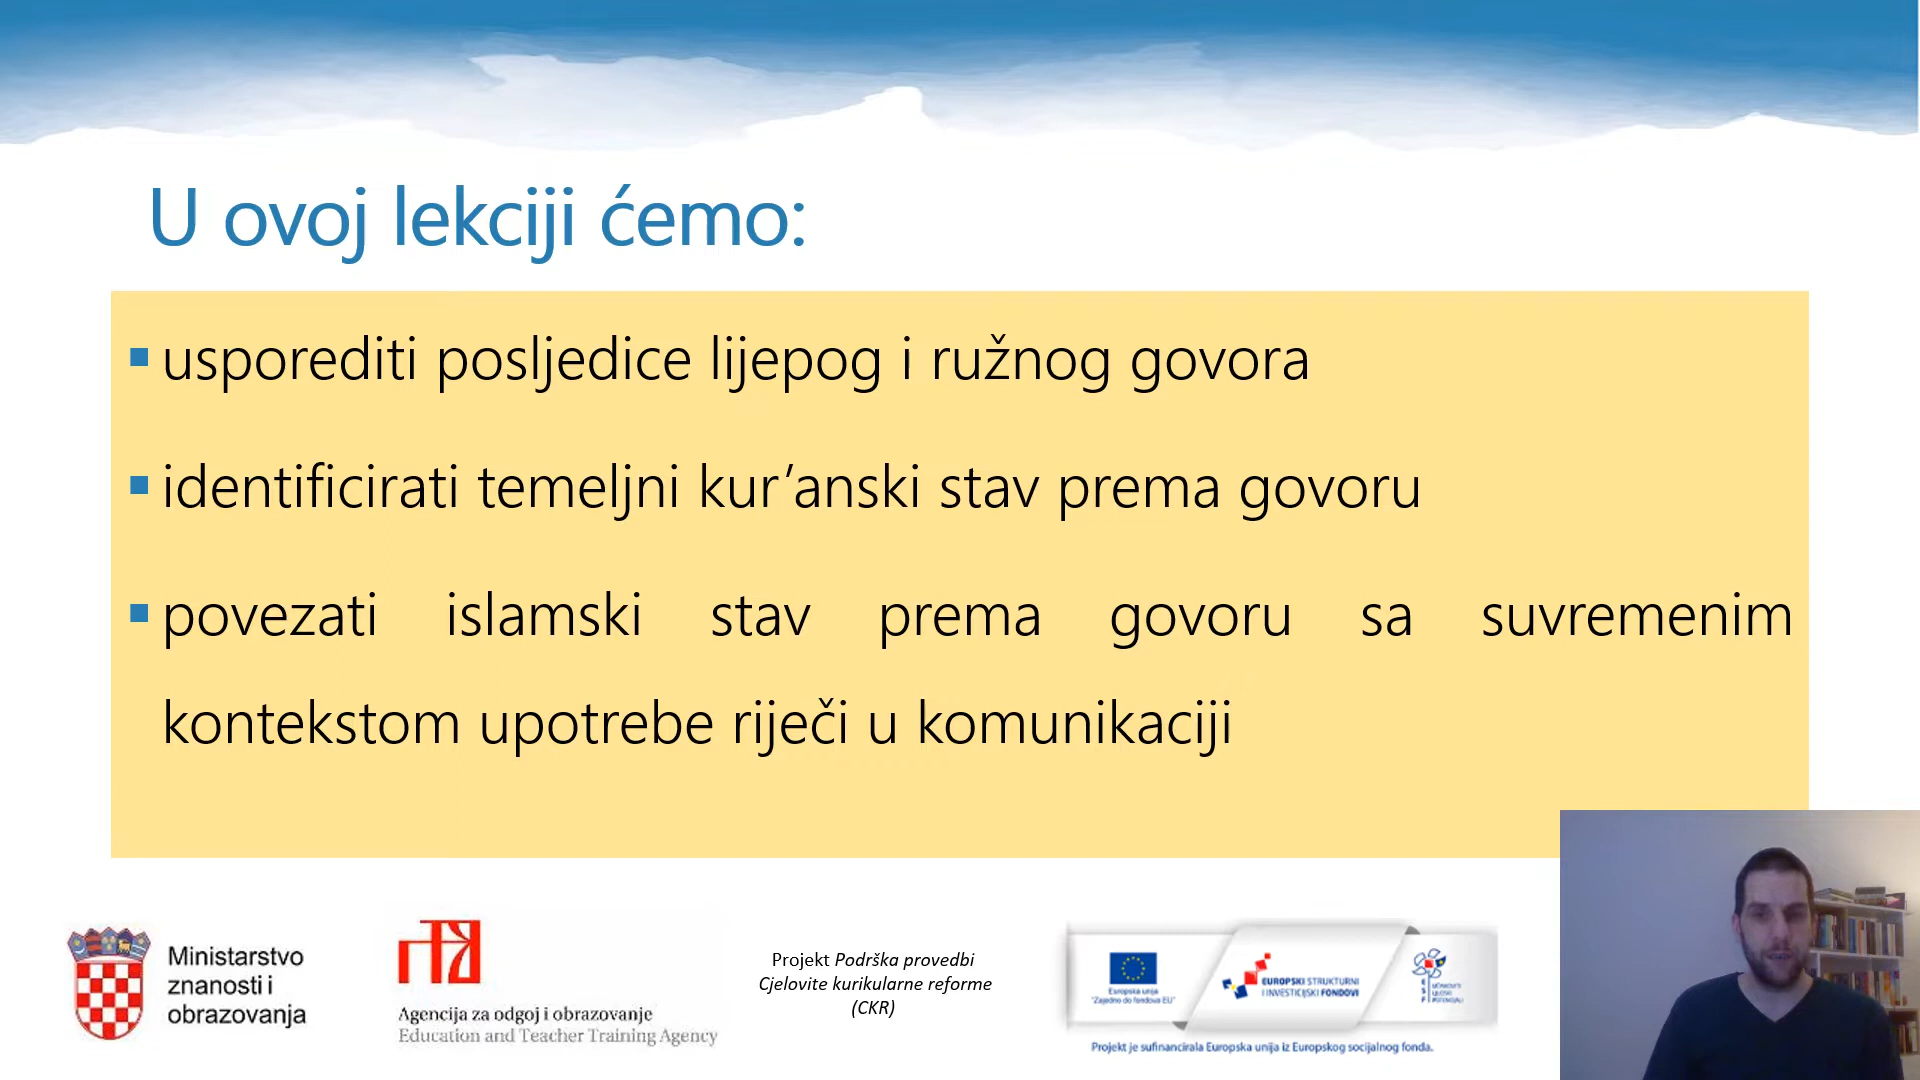 U ovoj lekciji ćemo:
usporediti posljedice lijepog i ružnog govora
identificirati temeljni kur’anski stav prema govoru
povezati islamski stav prema govoru sa suvremenim
kontekstom upotrebe riječi u komunikaciji
Ministarstvo
znanosti i
obrazovanja
Agencija za odgoj i obrazovanje
Education and Teacher Training Agency
Projekt Podrška provedbi
Cjelovite kurikularne reforme
(CKR)
Europska unija
"Zajedno do fondova EU"
EUROPSKI STRUKTURNI
I INVESTICIJSKI FONDOVI
Projekt je sufinancirala Europska unija iz Europskog socijalnog fonda.